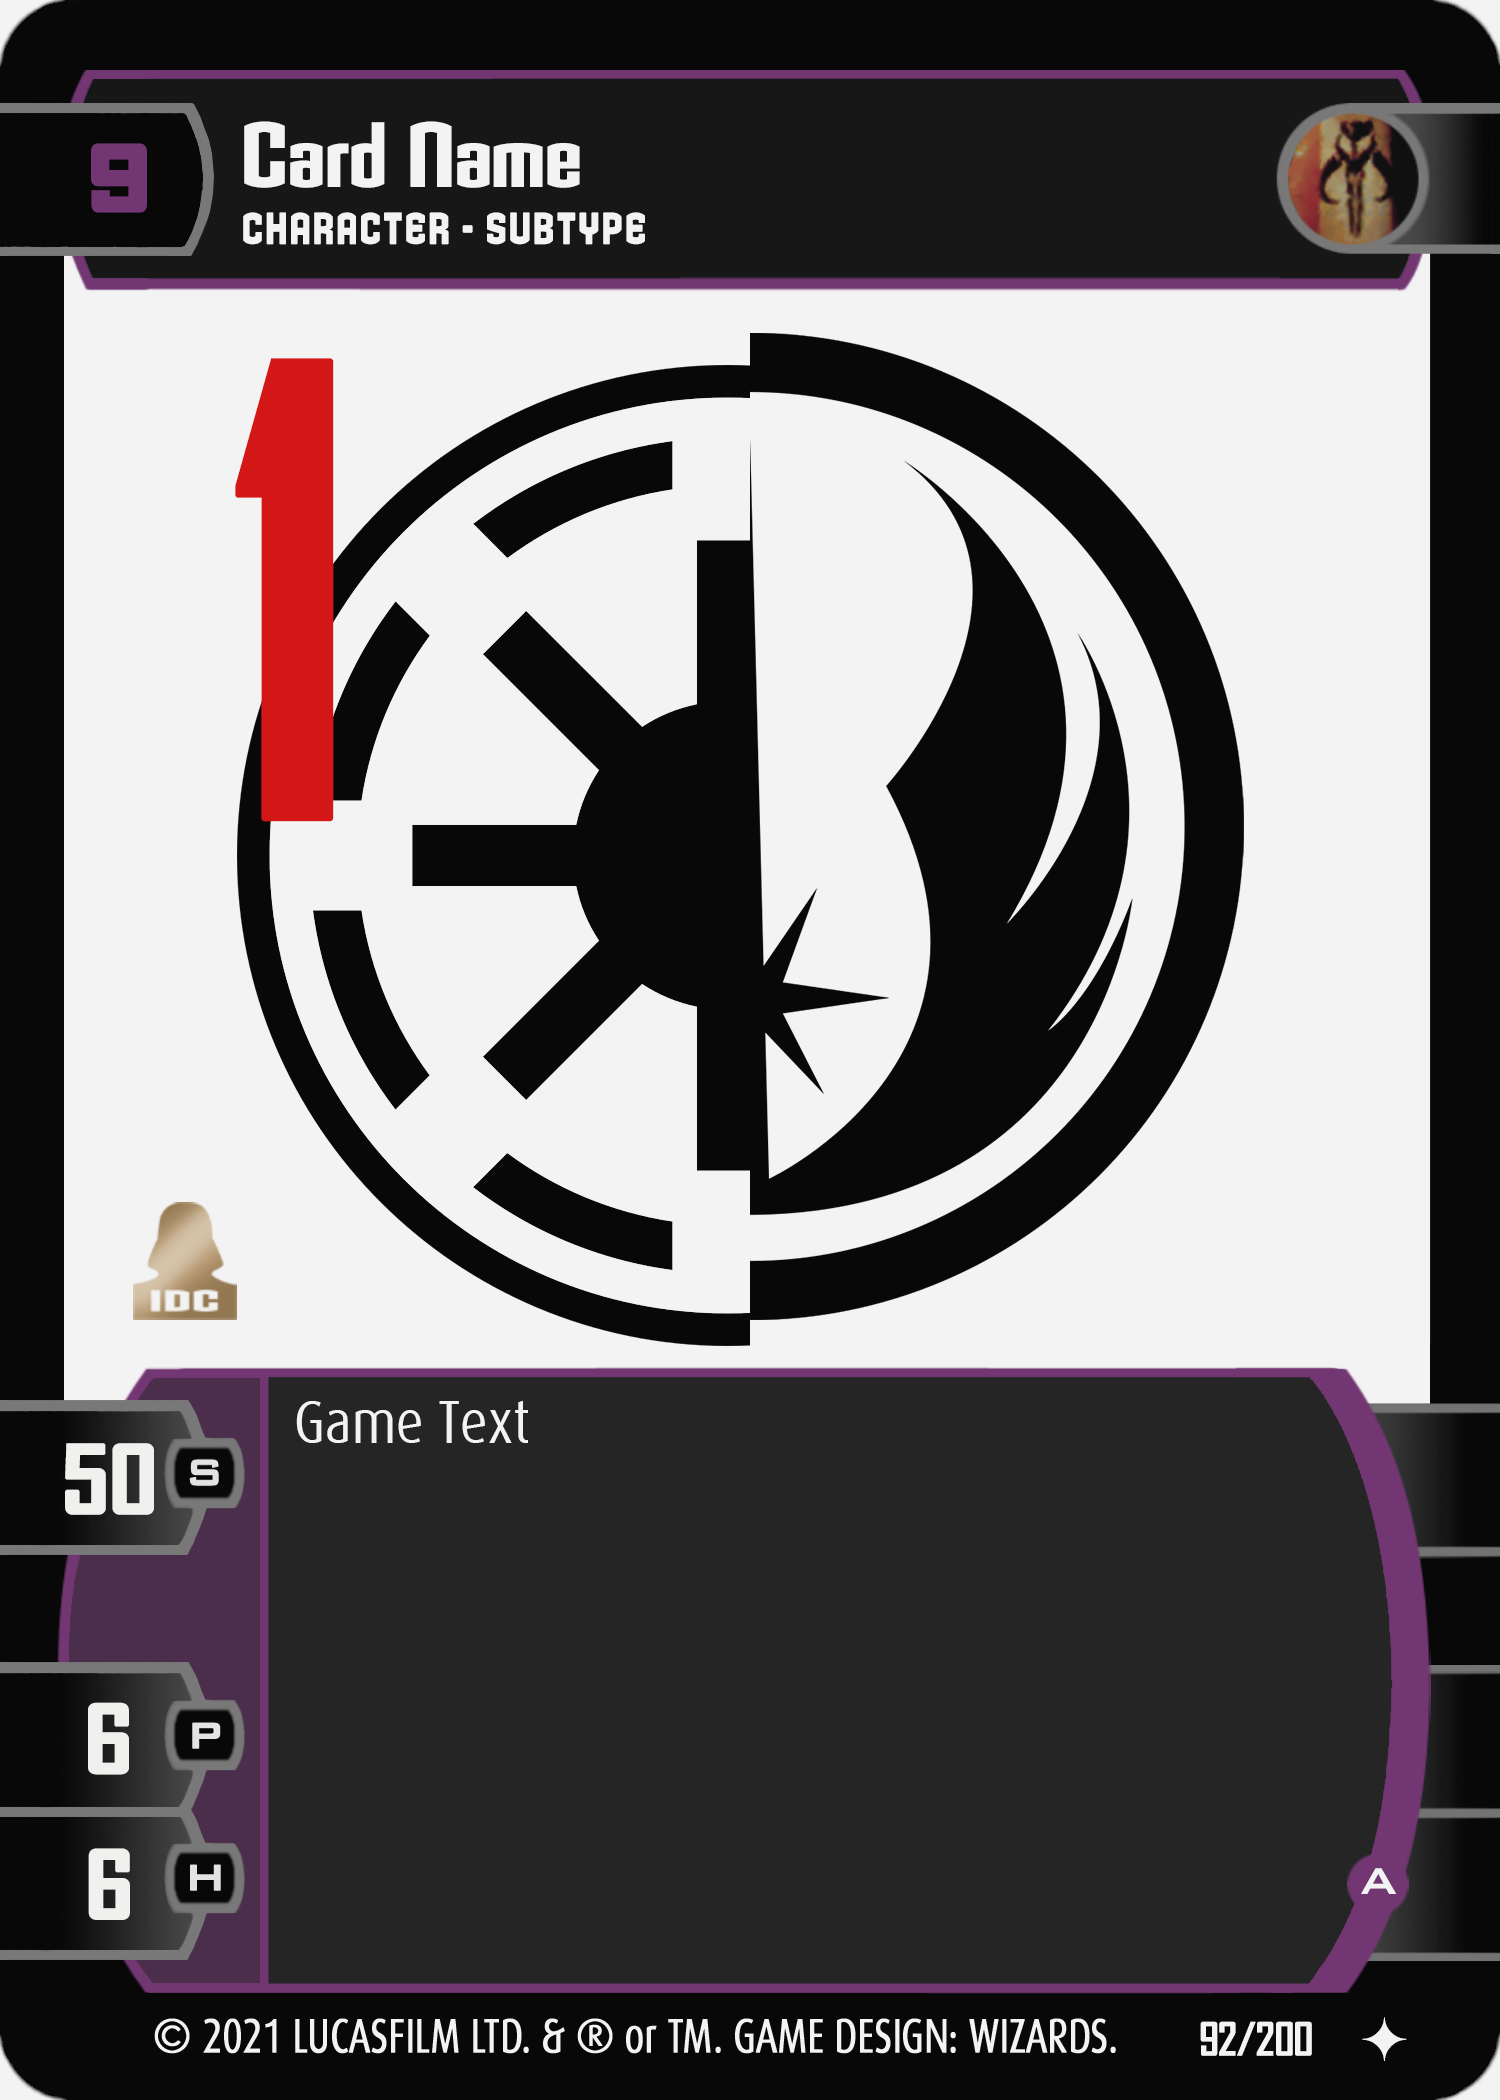 9
Card Name
CHARACTER - SUBTYPE
1
IDC
Game Text
50 S
6 P
6 H
A
© 2021 LUCASFILM LTD. & ® or TM. GAME DESIGN: WIZARDS.
92/200